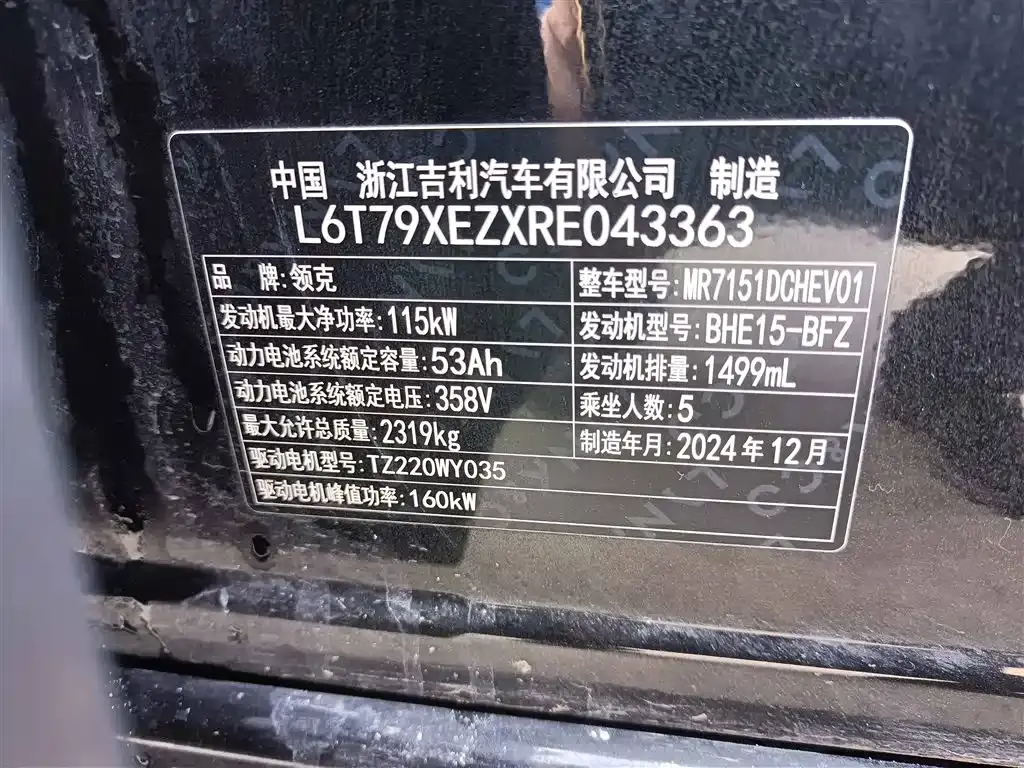 中国 浙江吉利汽车有限公司 制造
L6T79XEZXRE043363
品 牌:领克 整车型号:MR7151DCHEV01
发动机最大净功率:115kW 发动机型号:BHE15-BFZ
动力电池系统额定容量:53Ah 发动机排量:1499mL
动力电池系统额定电压:358V 乘坐人数:5
最大允许总质量:2319kg 制造年月:2024年12月
驱动电机型号:TZ220WY035
驱动电机峰值功率:160kW